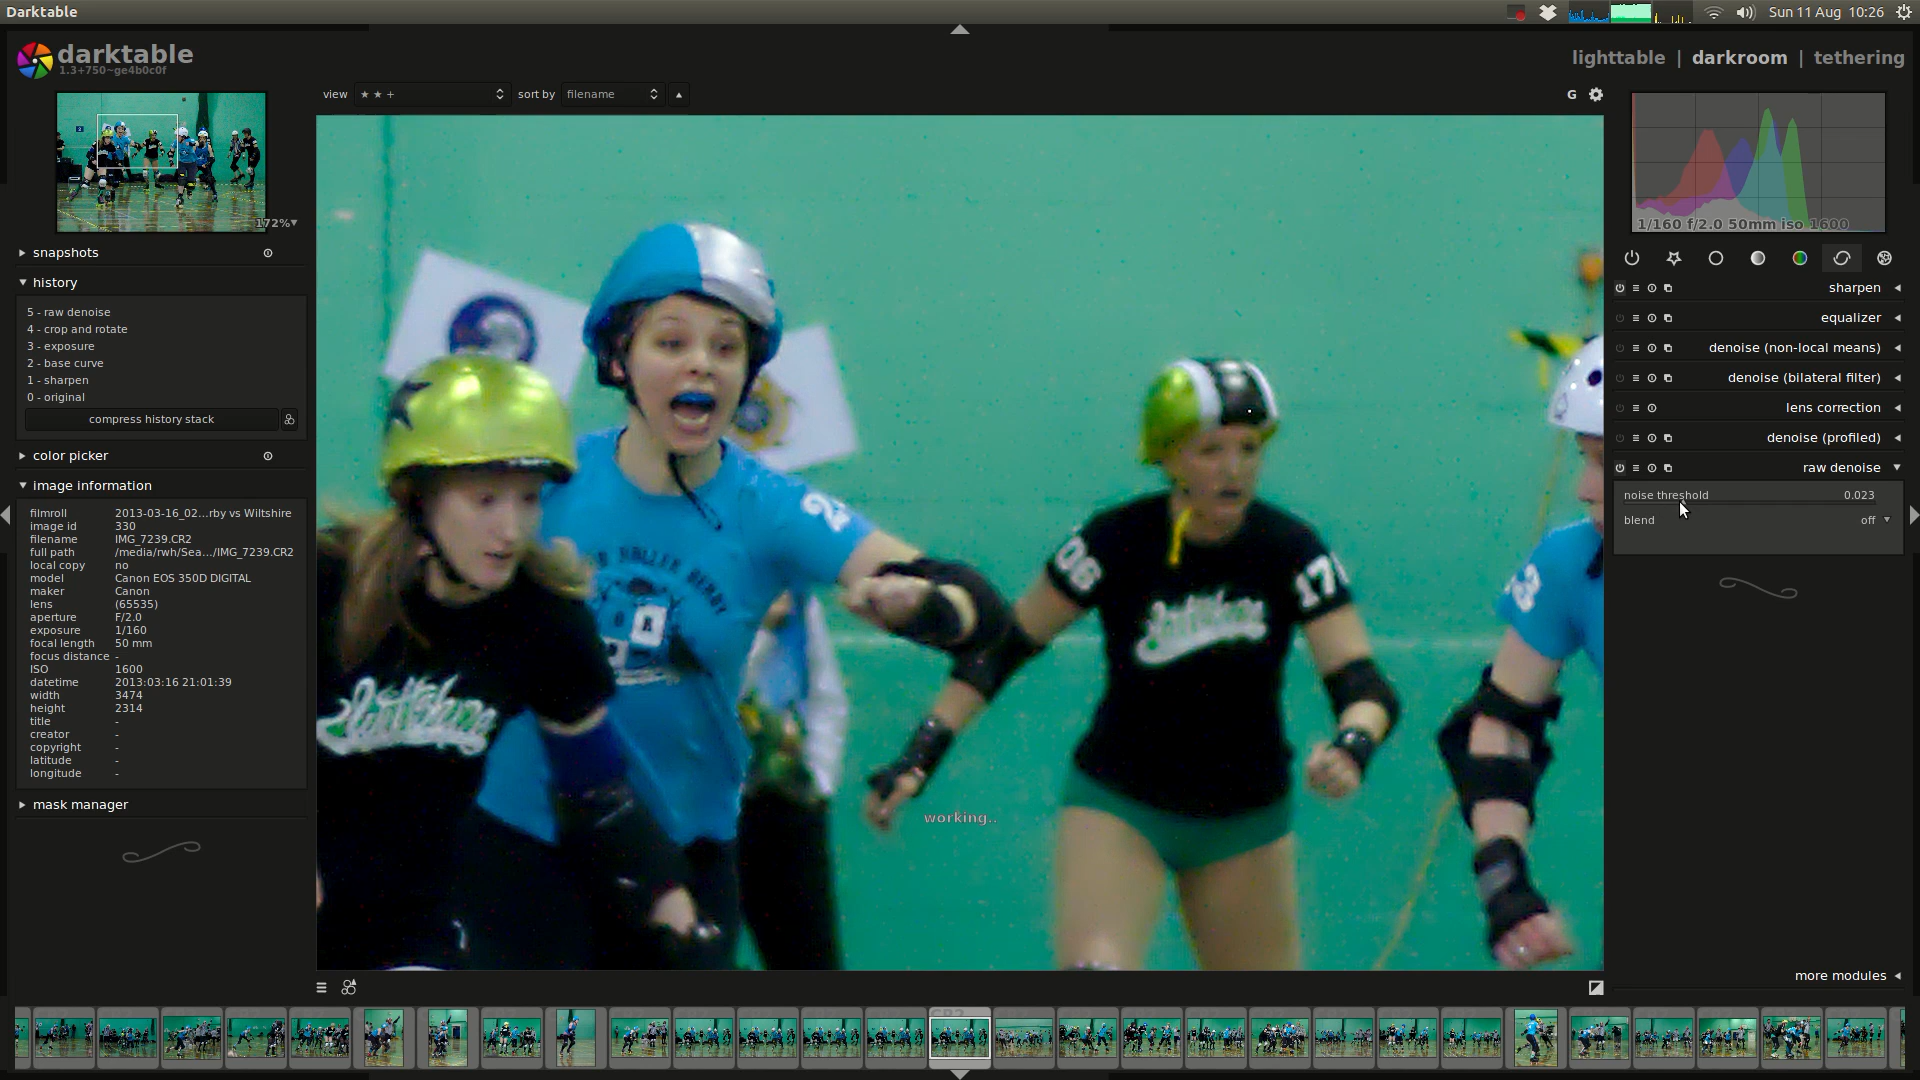 Darktable
Sun 11 Aug 10:26
darktable
1.3+750~ge4b0c0f
lighttable | darkroom | tethering
view ★ ★ + sort by filename
G
172%
1/160 f/2.0 50mm iso 1600
snapshots
history
5 - raw denoise
4 - crop and rotate
3 - exposure
2 - base curve
1 - sharpen
0 - original
compress history stack
color picker
image information
filmroll 2013-03-16_02...rby vs Wiltshire
image id 330
filename IMG_7239.CR2
full path /media/rwh/Sea.../IMG_7239.CR2
local copy no
model Canon EOS 350D DIGITAL
maker Canon
lens (65535)
aperture F/2.0
exposure 1/160
focal length 50 mm
focus distance -
ISO 1600
datetime 2013:03:16 21:01:39
width 3474
height 2314
title -
creator -
copyright -
latitude -
longitude -
mask manager
ROLLER DERBY
06
170
working..
sharpen
equalizer
denoise (non-local means)
denoise (bilateral filter)
lens correction
denoise (profiled)
raw denoise
noise threshold 0.023
blend off
more modules
CR2